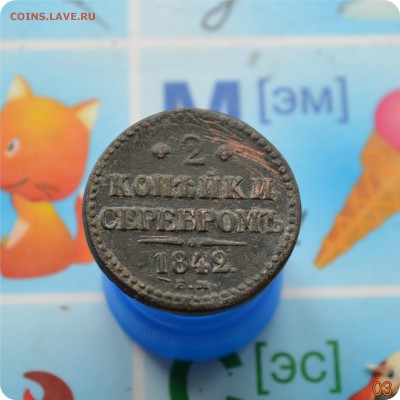 COINS.LAVE.RU
М [эм]
2
КОПѢЙКИ
СЕРЕБРОМЪ
1842.
[эс]
03